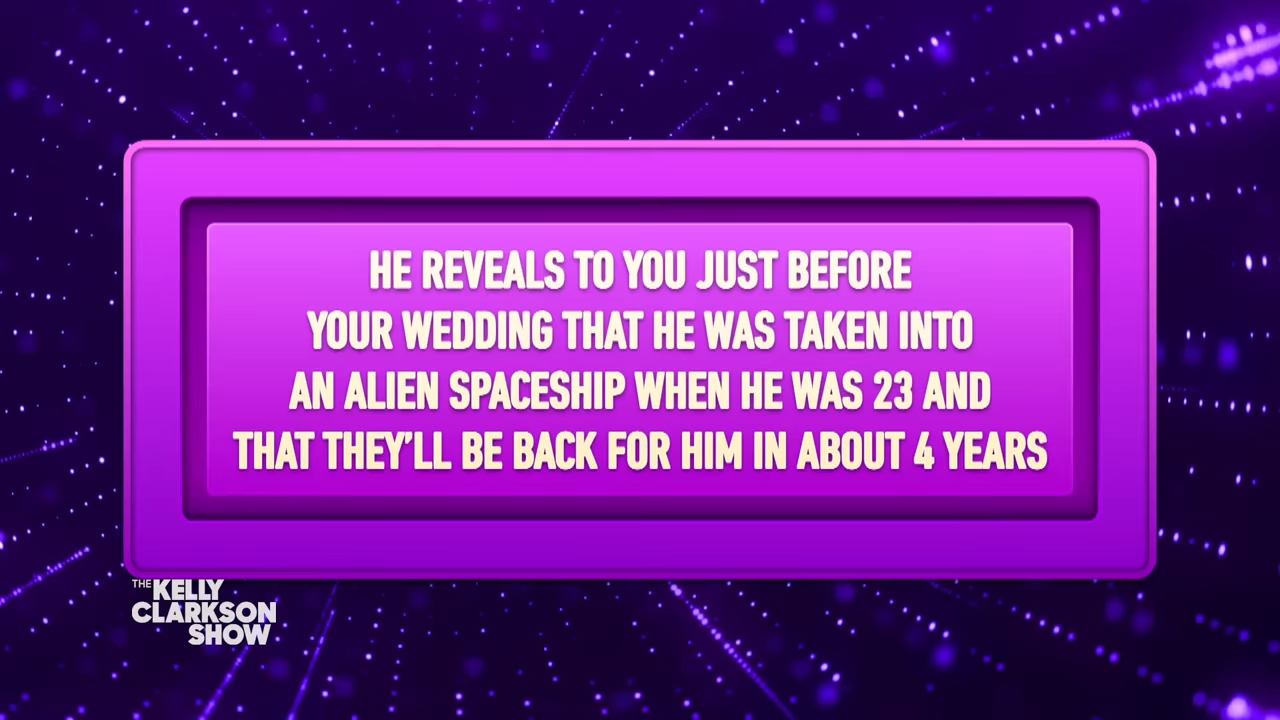 HE REVEALS TO YOU JUST BEFORE
YOUR WEDDING THAT HE WAS TAKEN INTO
AN ALIEN SPACESHIP WHEN HE WAS 23 AND
THAT THEY'LL BE BACK FOR HIM IN ABOUT 4 YEARS
THE KELLY
CLARKSON
SHOW